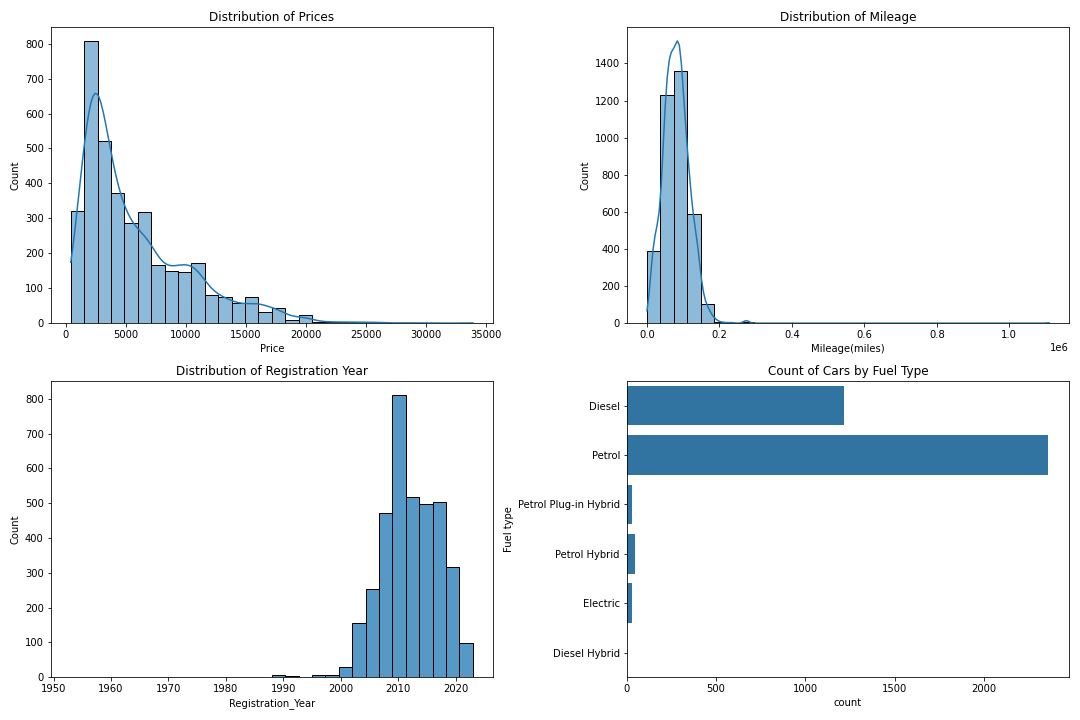 Distribution of Prices
Count
800
700
600
500
400
300
200
100
0
0 5000 10000 15000 20000 25000 30000 35000
Price
Distribution of Mileage
Count
1400
1200
1000
800
600
400
200
0
0.0 0.2 0.4 0.6 0.8 1.0
1e6
Mileage(miles)
Distribution of Registration Year
Count
800
700
600
500
400
300
200
100
0
1950 1960 1970 1980 1990 2000 2010 2020
Registration_Year
Count of Cars by Fuel Type
Fuel type
Diesel
Petrol
Petrol Plug-in Hybrid
Petrol Hybrid
Electric
Diesel Hybrid
0 500 1000 1500 2000
count